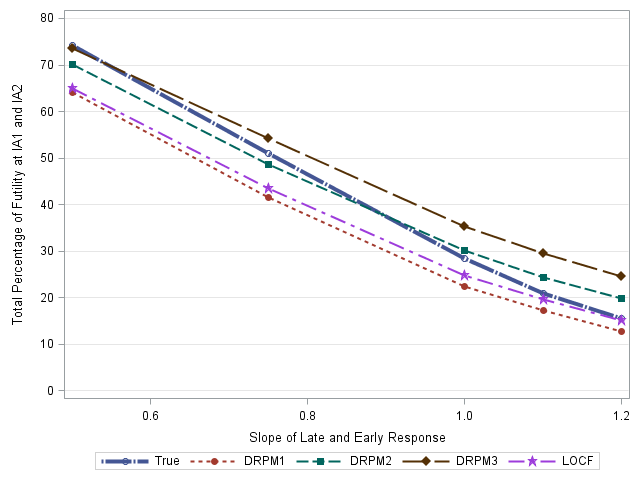 80
70
60
50
40
30
20
10
0
Total Percentage of Futility at IA1 and IA2
0.6 0.8 1.0 1.2
Slope of Late and Early Response
True DRPM1 DRPM2 DRPM3 LOCF